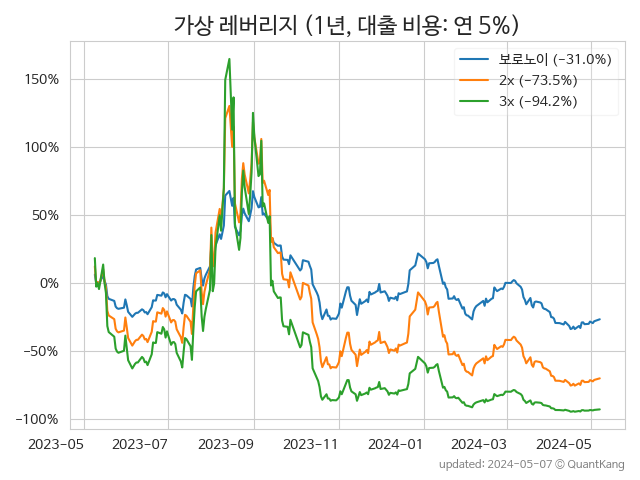 가상 레버리지 (1년, 대출 비용: 연 5%)
보로노이 (−31.0%)
2x (−73.5%)
3x (−94.2%)
150%
100%
50%
0%
−50%
−100%
2023-05 2023-07 2023-09 2023-11 2024-01 2024-03 2024-05
updated: 2024-05-07 © QuantKang